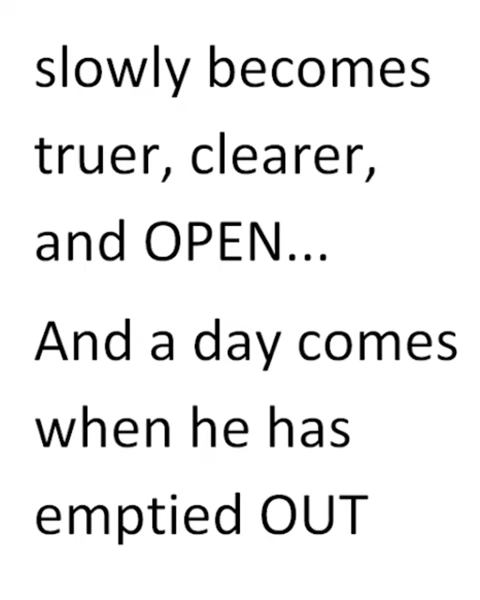 slowly becomes
truer, clearer,
and OPEN...
And a day comes
when he has
emptied OUT